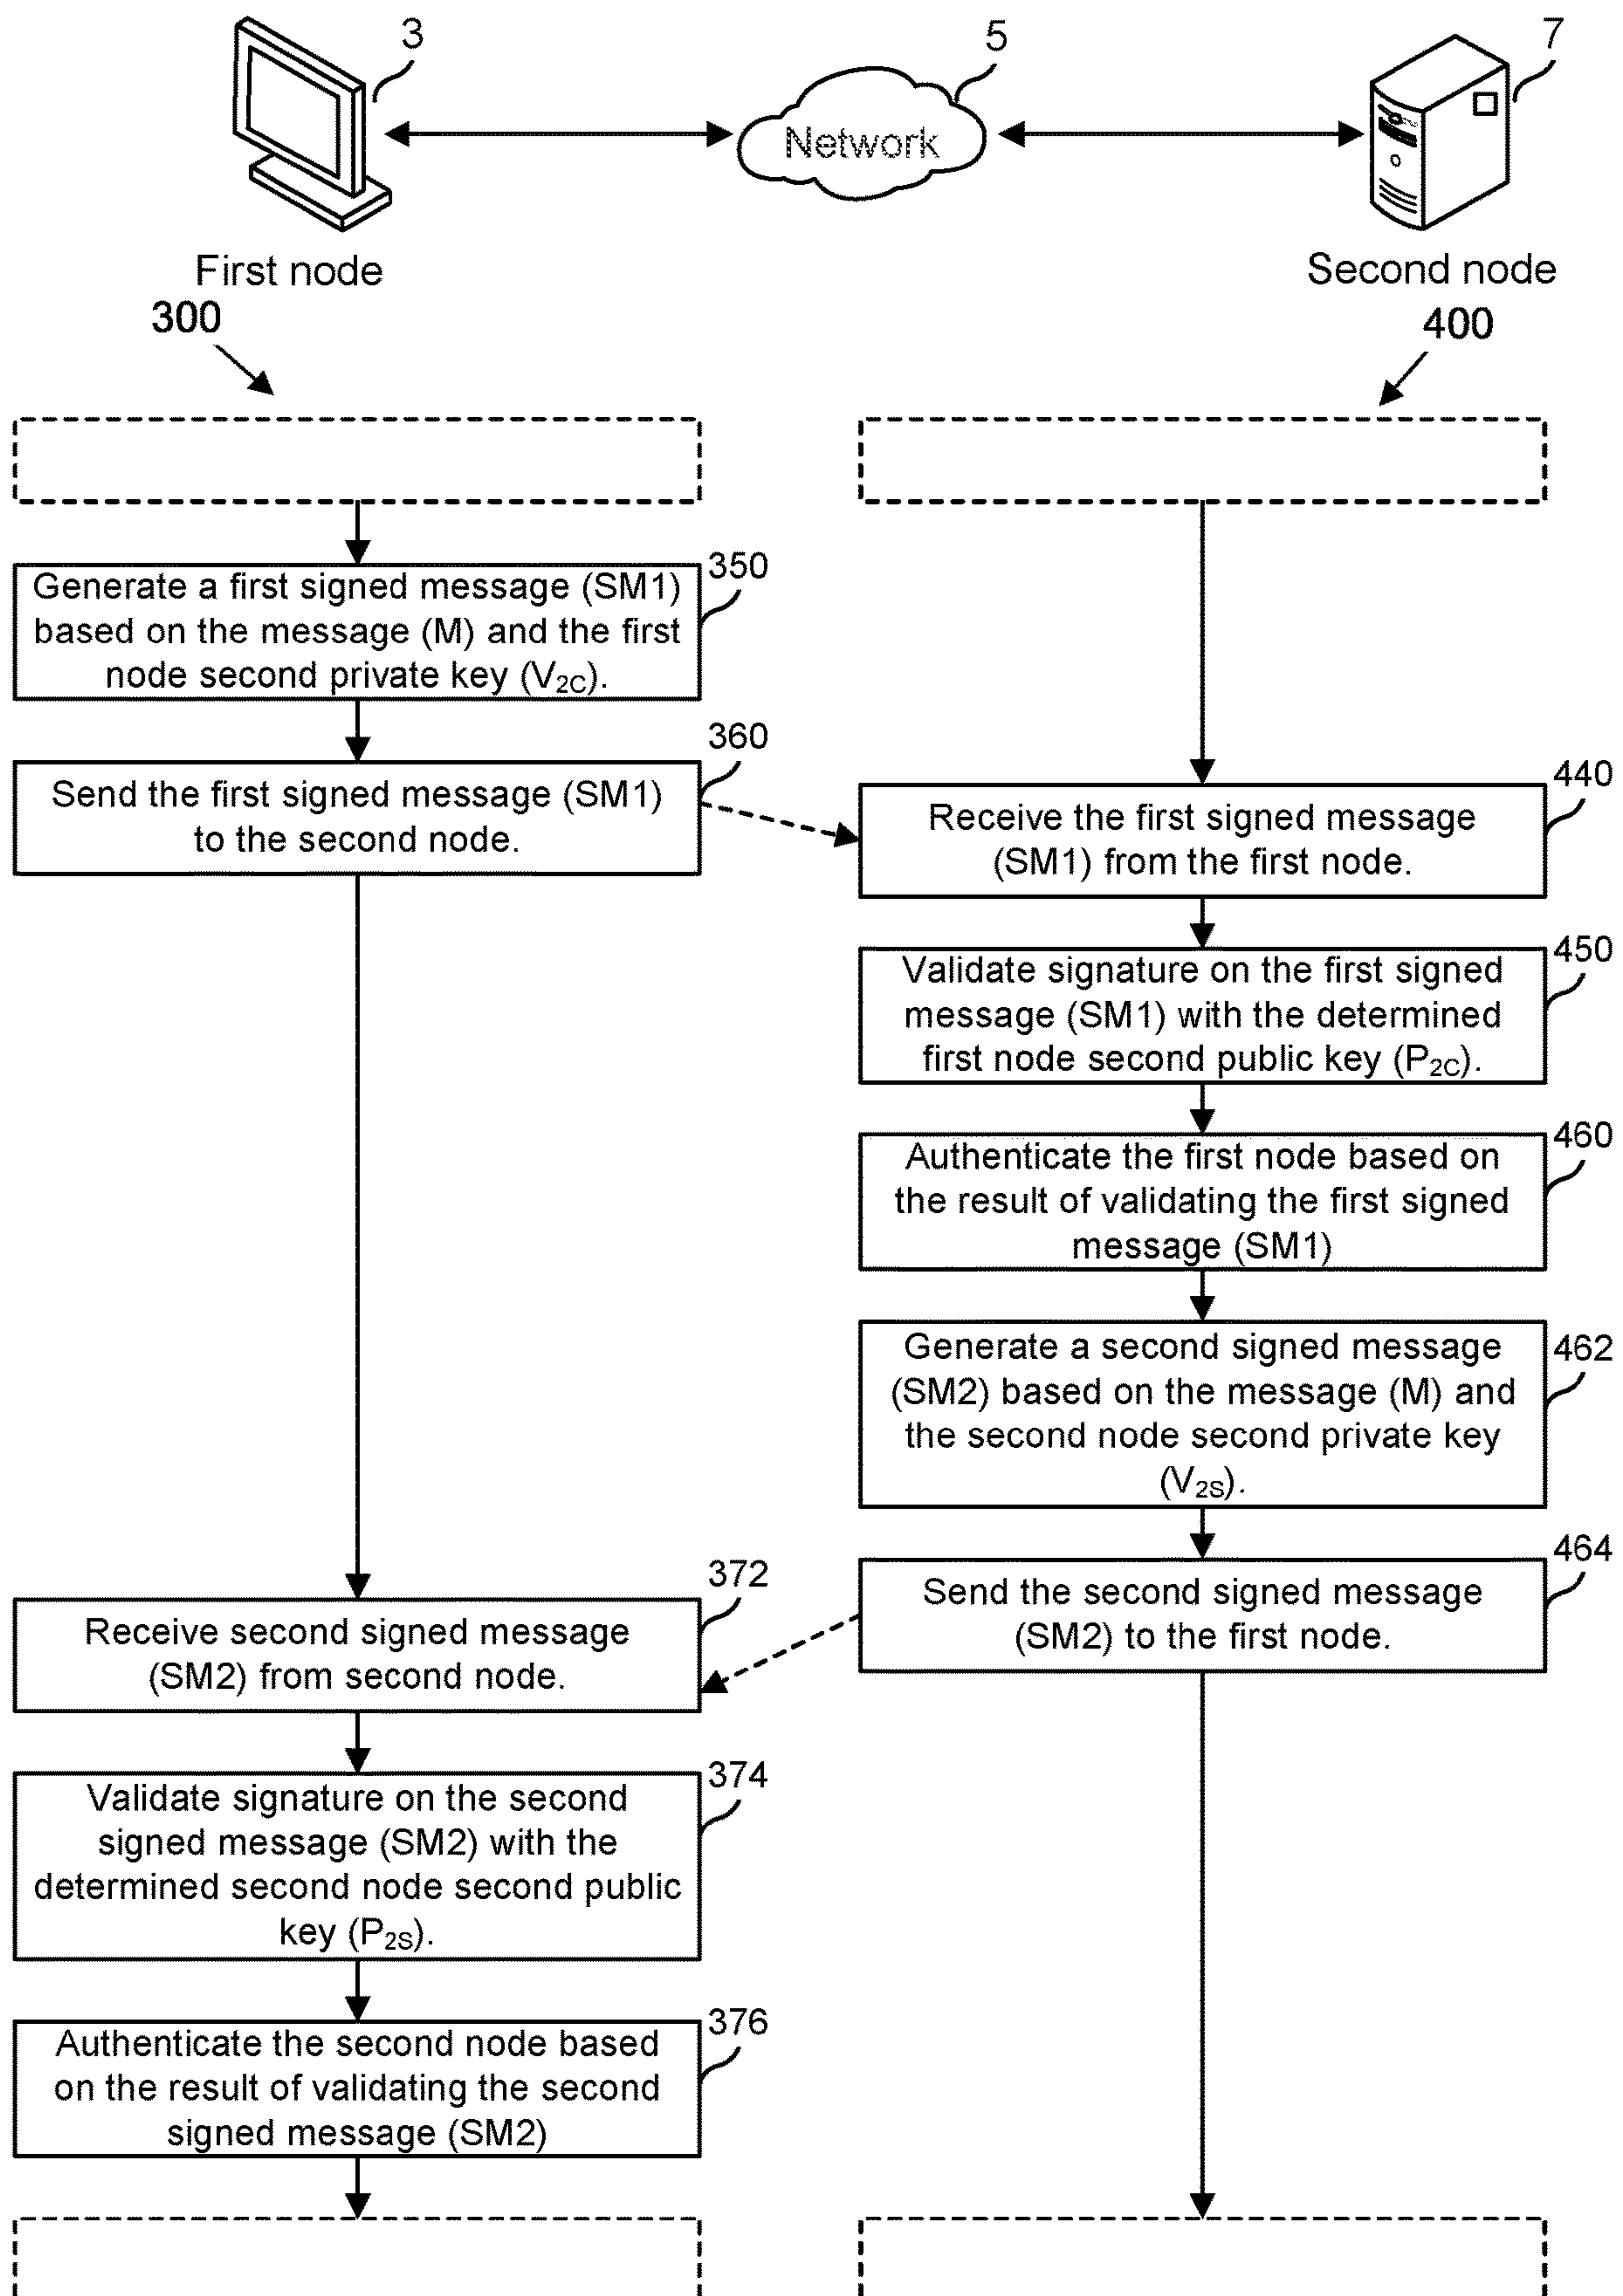 3
5
7
Network
First node
Second node
300
400
350
Generate a first signed message (SM1)
based on the message (M) and the first
node second private key (V2C).
360
Send the first signed message (SM1)
to the second node.
440
Receive the first signed message
(SM1) from the first node.
450
Validate signature on the first signed
message (SM1) with the determined
first node second public key (P2C).
460
Authenticate the first node based on
the result of validating the first signed
message (SM1)
462
Generate a second signed message
(SM2) based on the message (M) and
the second node second private key
(V2S).
464
Send the second signed message
(SM2) to the first node.
372
Receive second signed message
(SM2) from second node.
374
Validate signature on the second
signed message (SM2) with the
determined second node second public
key (P2S).
376
Authenticate the second node based
on the result of validating the second
signed message (SM2)